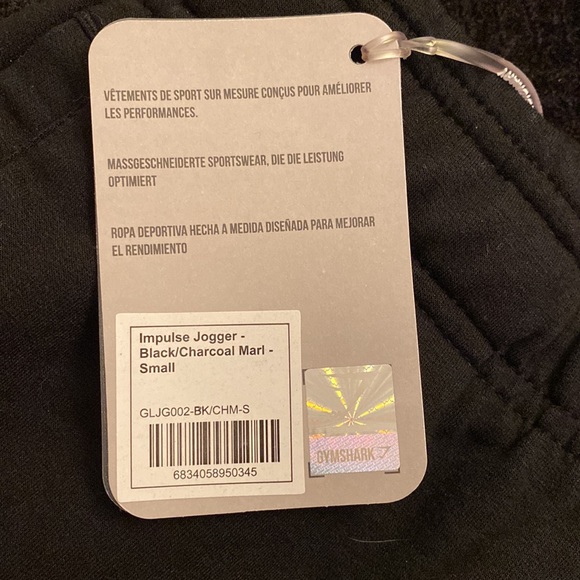 VÊTEMENTS DE SPORT SUR MESURE CONÇUS POUR AMÉLIORER
LES PERFORMANCES.
MASSGESCHNEIDERTE SPORTSWEAR, DIE DIE LEISTUNG
OPTIMIERT
ROPA DEPORTIVA HECHA A MEDIDA DISEÑADA PARA MEJORAR
EL RENDIMIENTO
Impulse Jogger -
Black/Charcoal Marl -
Small
GLJG002-BK/CHM-S
6834058950345
GYMSHARK